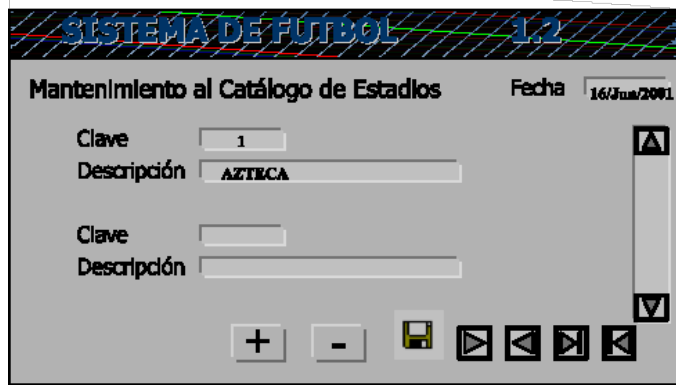 SISTEMA DE FUTBOL 1.2
Mantenimiento al Catálogo de Estadios Fecha 16/Jun/2001
Clave 1
Descripción AZTECA
Clave
Descripción
+ -